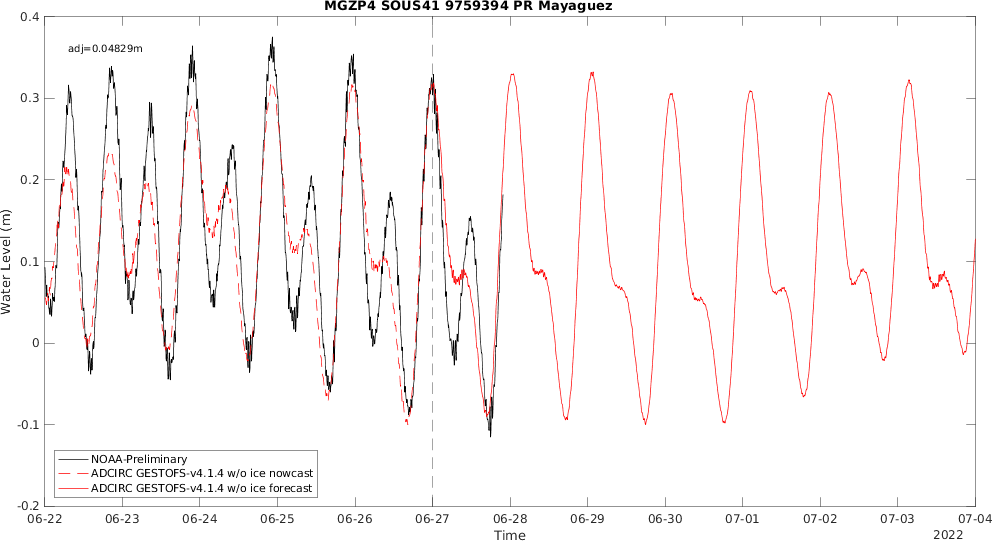 MGZP4 SOUS41 9759394 PR Mayaguez
adj=0.04829m
Water Level (m)
0.4
0.3
0.2
0.1
0
-0.1
-0.2
NOAA-Preliminary
ADCIRC GESTOFS-v4.1.4 w/o ice nowcast
ADCIRC GESTOFS-v4.1.4 w/o ice forecast
06-22 06-23 06-24 06-25 06-26 06-27 06-28 06-29 06-30 07-01 07-02 07-03 07-04
Time
2022